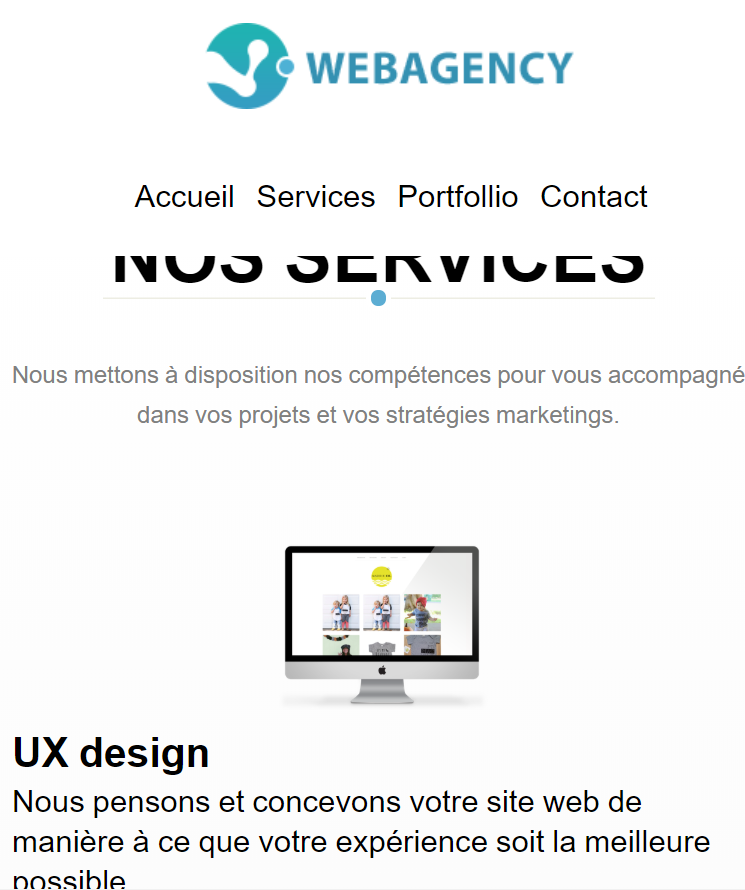 WEBAGENCY
Accueil Services Portfollio Contact
NOS SERVICES
Nous mettons à disposition nos compétences pour vous accompagné
dans vos projets et vos stratégies marketings.
UX design
Nous pensons et concevons votre site web de
manière à ce que votre expérience soit la meilleure
possible